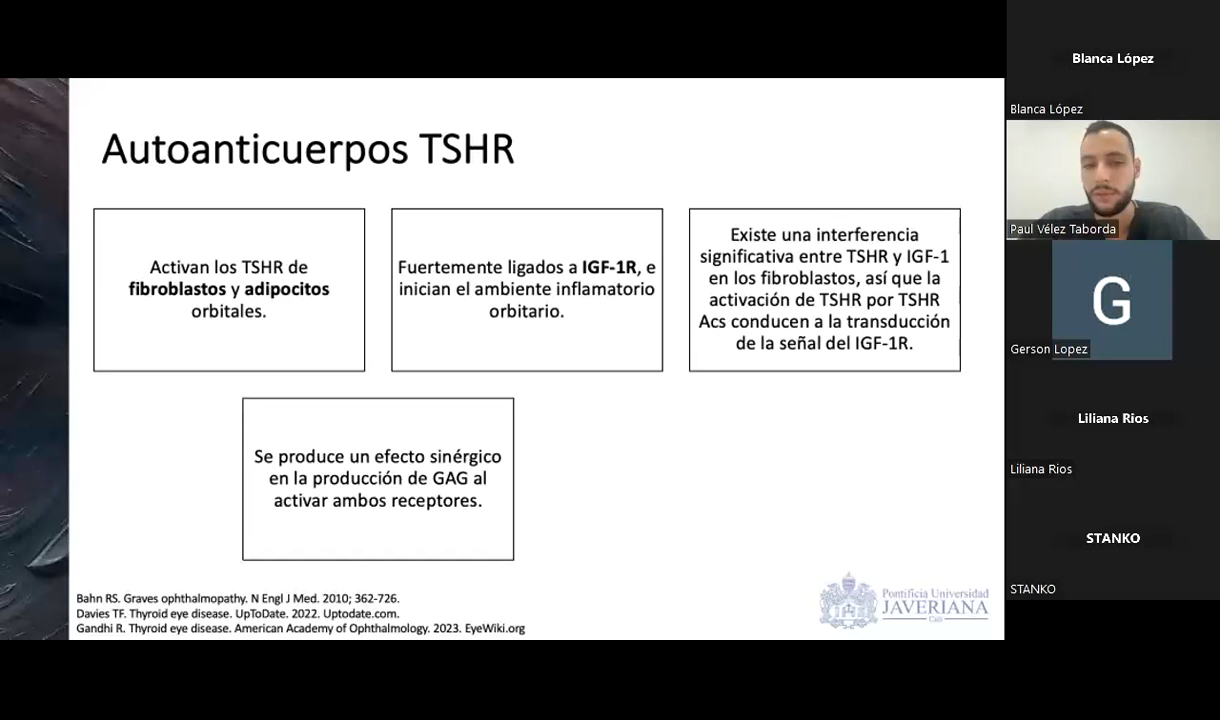 Autoanticuerpos TSHR
Activan los TSHR de
fibroblastos y adipocitos
orbitales.
Fuertemente ligados a IGF-1R, e
inician el ambiente inflamatorio
orbitario.
Existe una interferencia
significativa entre TSHR y IGF-1
en los fibroblastos, así que la
activación de TSHR por TSHR
Acs conducen a la transducción
de la señal del IGF-1R.
Se produce un efecto sinérgico
en la producción de GAG al
activar ambos receptores.
Bahn RS. Graves ophthalmopathy. N Engl J Med. 2010; 362-726.
Davies TF. Thyroid eye disease. UpToDate. 2022. Uptodate.com.
Gandhi R. Thyroid eye disease. American Academy of Ophthalmology. 2023. EyeWiki.org
Pontificia Universidad
JAVERIANA
Cali
Blanca López
Blanca López
Paul Vélez Taborda
G
Gerson Lopez
Liliana Rios
Liliana Rios
STANKO
STANKO